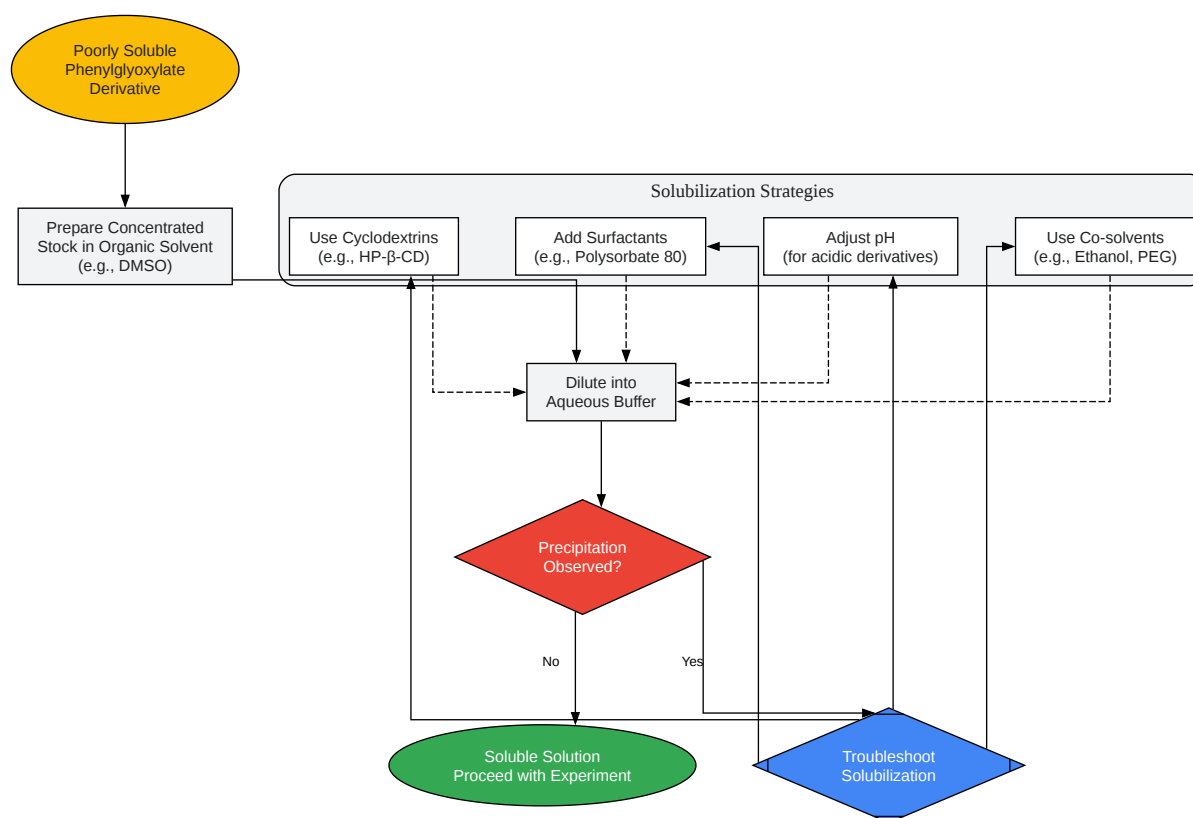 Poorly Soluble
Phenylglyoxylate
Derivative
Solubilization Strategies
Prepare Concentrated
Stock in Organic Solvent
(e.g., DMSO)
Use Cyclodextrins
(e.g., HP-β-CD)
Add Surfactants
(e.g., Polysorbate 80)
Adjust pH
(for acidic derivatives)
Use Co-solvents
(e.g., Ethanol, PEG)
Dilute into
Aqueous Buffer
Precipitation
Observed?
No
Yes
Soluble Solution
Proceed with Experiment
Troubleshoot
Solubilization